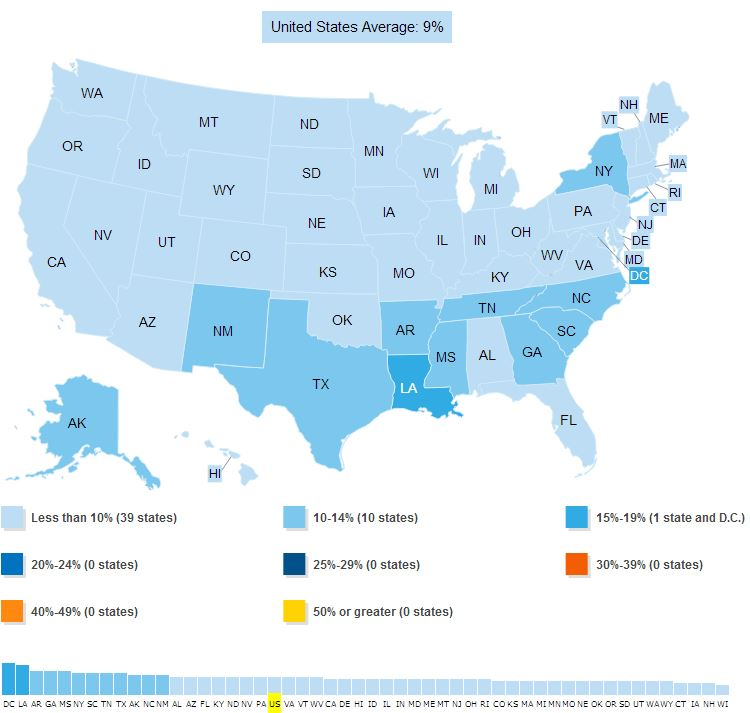 United States Average: 9%
WA
MT
ND
MN
OR
ID
SD
WI
MI
WY
NE
IA
NV
UT
CO
KS
MO
IL
IN
OH
CA
AZ
NM
OK
AR
TX
LA
MS
AL
GA
TN
KY
WV
VA
NC
SC
FL
PA
NY
VT
NH
ME
MA
RI
CT
NJ
DE
MD
DC
AK
HI
Less than 10% (39 states)
10-14% (10 states)
15%-19% (1 state and D.C.)
20%-24% (0 states)
25%-29% (0 states)
30%-39% (0 states)
40%-49% (0 states)
50% or greater (0 states)
DC LA AR GA MS NY SC TN TX AK NC NM AL AZ FL KY ND NV PA US VA VT WV CA DE HI ID IL IN MD ME MT NJ OH RI CO KS MA MI MN MO NE OK OR SD UT WA WY CT IA NH WI